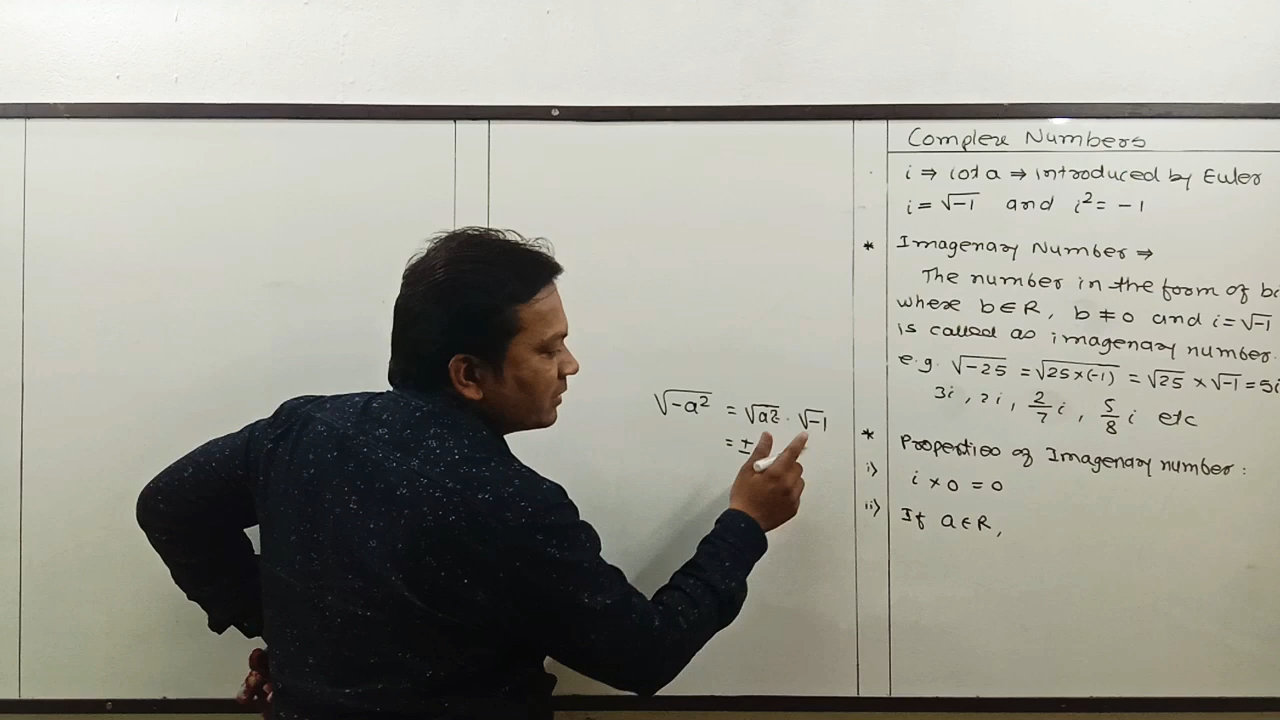 Complex Numbers
i ⇒ iota ⇒ introduced by Euler
i = √-1 and i² = -1
* Imagenary Number ⇒
The number in the form of bi
where b∈R, b ≠ 0 and i = √-1
is called as imagenary number.
e.g. √-25 = √25×(-1) = √25 × √-1 = 5i
3i, 2i, 2/7 i, 5/8 i etc
* Properties of Imagenary number:
i) i × 0 = 0
ii) If a∈R,
√-a² = √a² · √-1
= ±